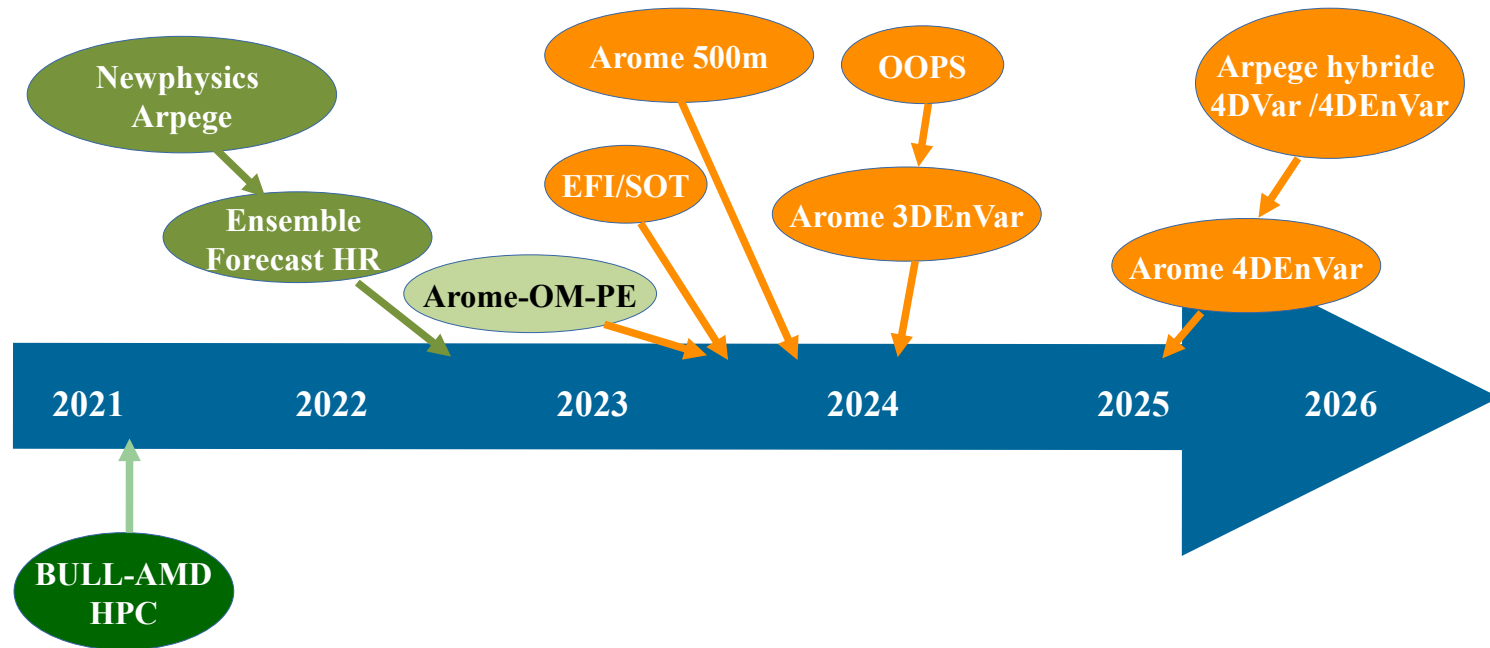 Newphysics
Arpege
Ensemble
Forecast HR
Arome-OM-PE
EFI/SOT
Arome 500m
OOPS
Arome 3DEnVar
Arpege hybride
4DVar /4DEnVar
Arome 4DEnVar
2021 2022 2023 2024 2025 2026
BULL-AMD
HPC